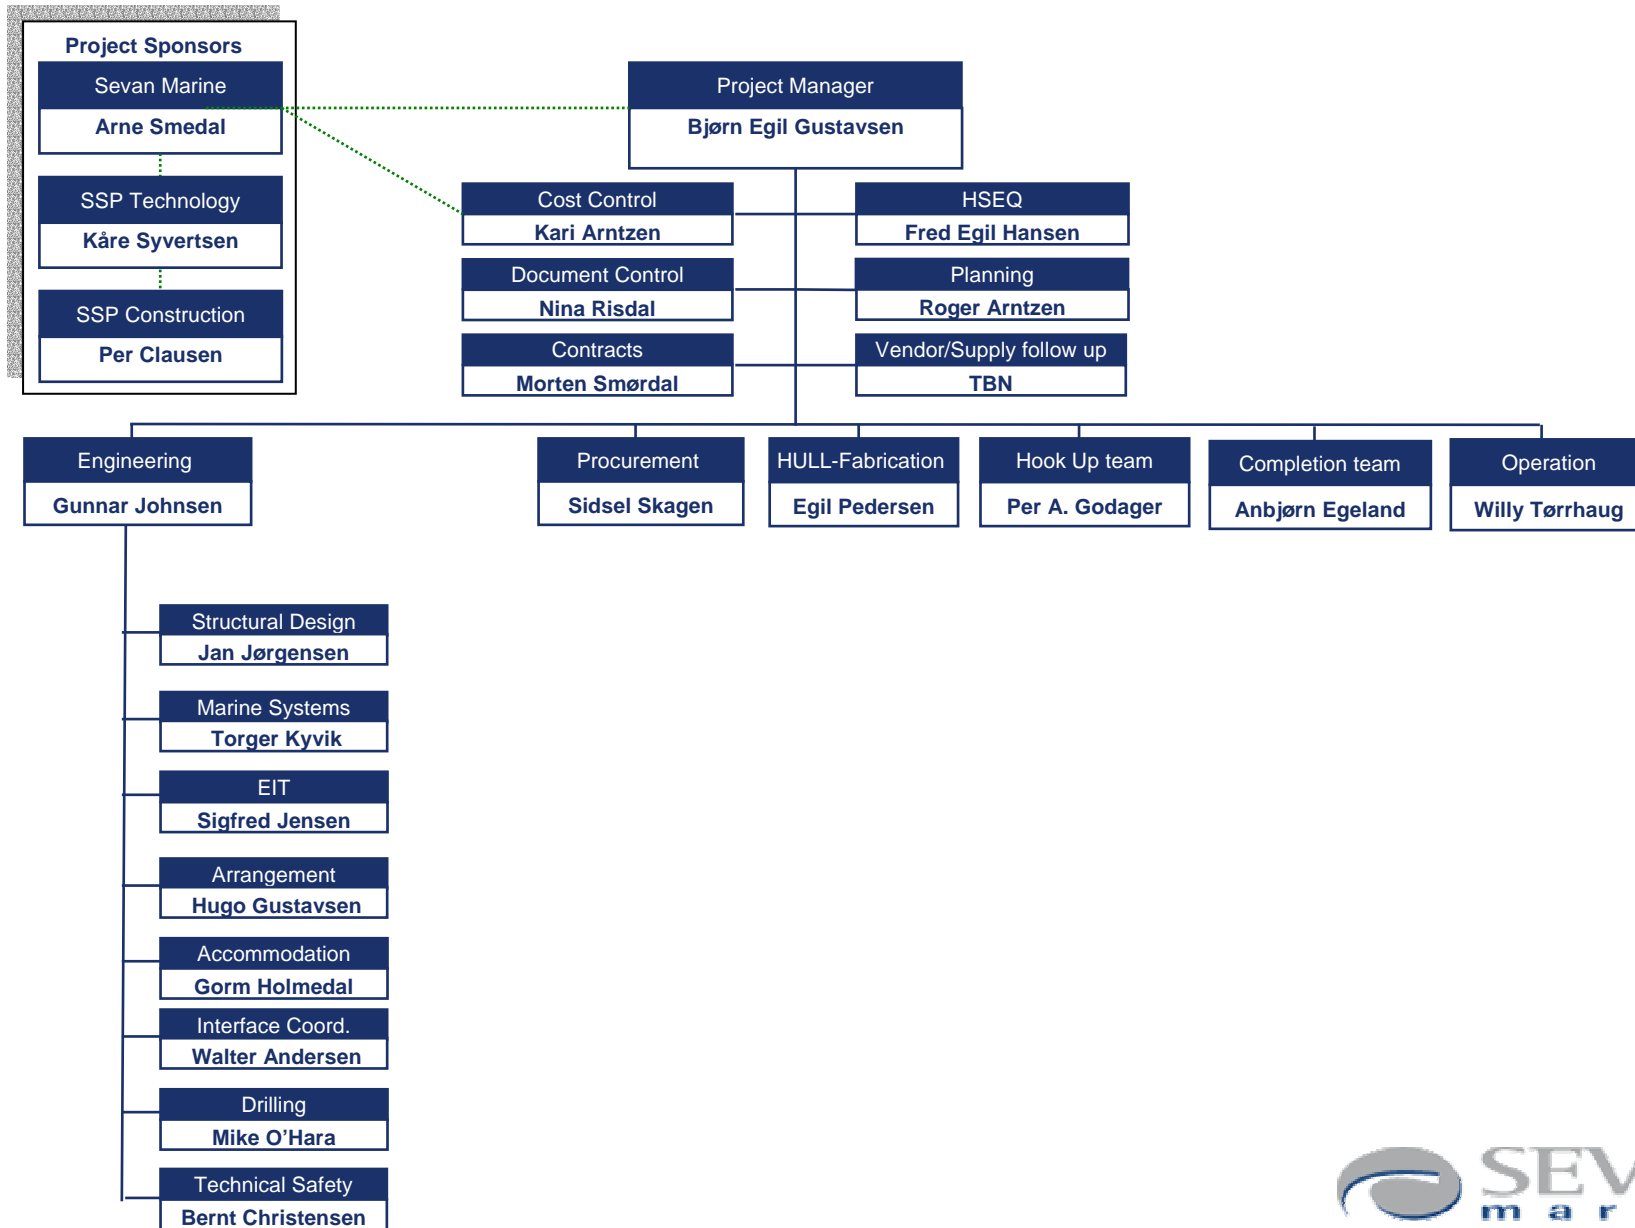 Project Sponsors
Sevan Marine
Arne Smedal
SSP Technology
Kåre Syvertsen
SSP Construction
Per Clausen
Project Manager
Bjørn Egil Gustavsen
Cost Control
Kari Arntzen
HSEQ
Fred Egil Hansen
Document Control
Nina Risdal
Planning
Roger Arntzen
Contracts
Morten Smørdal
Vendor/Supply follow up
TBN
Engineering
Gunnar Johnsen
Procurement
Sidsel Skagen
HULL-Fabrication
Egil Pedersen
Hook Up team
Per A. Godager
Completion team
Anbjørn Egeland
Operation
Willy Tørrhaug
Structural Design
Jan Jørgensen
Marine Systems
Torger Kyvik
EIT
Sigfred Jensen
Arrangement
Hugo Gustavsen
Accommodation
Gorm Holmedal
Interface Coord.
Walter Andersen
Drilling
Mike O'Hara
Technical Safety
Bernt Christensen
SEV
mar